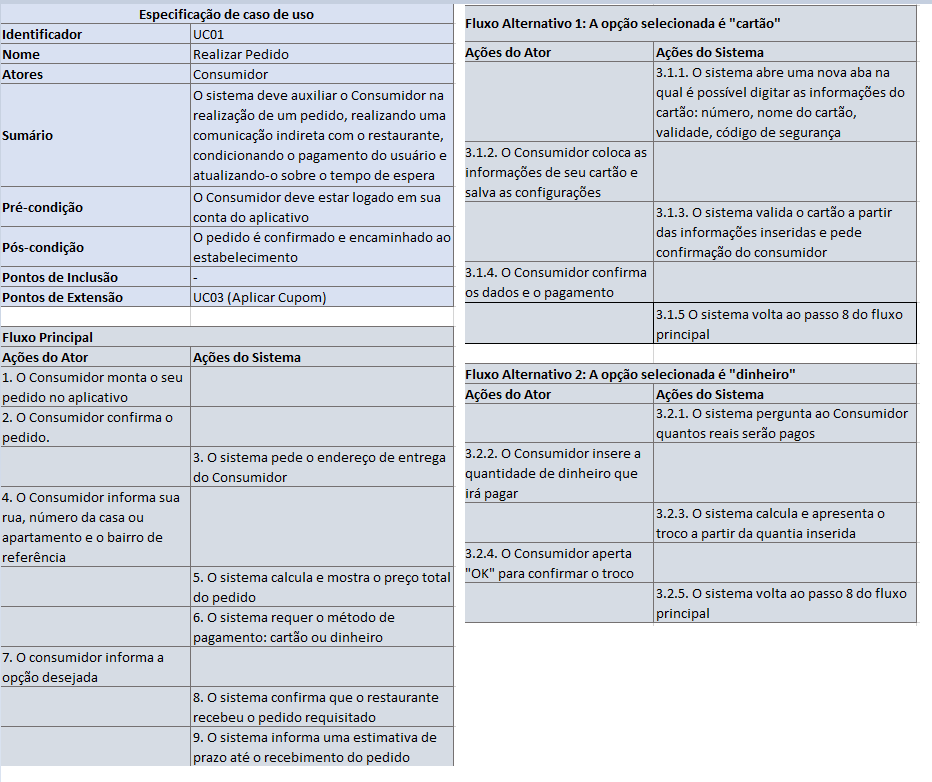 Especificação de caso de uso
Identificador
UC01
Nome
Realizar Pedido
Atores
Consumidor
Sumário
O sistema deve auxiliar o Consumidor na
realização de um pedido, realizando uma
comunicação indireta com o restaurante,
condicionando o pagamento do usuário e
atualizando-o sobre o tempo de espera
Pré-condição
O Consumidor deve estar logado em sua
conta do aplicativo
Pós-condição
O pedido é confirmado e encaminhado ao
estabelecimento
Pontos de Inclusão
-
Pontos de Extensão
UC03 (Aplicar Cupom)
Fluxo Principal
Ações do Ator
Ações do Sistema
1. O Consumidor monta o seu
pedido no aplicativo
2. O Consumidor confirma o
pedido.
3. O sistema pede o endereço de entrega
do Consumidor
4. O Consumidor informa sua
rua, número da casa ou
apartamento e o bairro de
referência
5. O sistema calcula e mostra o preço total
do pedido
6. O sistema requer o método de
pagamento: cartão ou dinheiro
7. O consumidor informa a
opção desejada
8. O sistema confirma que o restaurante
recebeu o pedido requisitado
9. O sistema informa uma estimativa de
prazo até o recebimento do pedido
Fluxo Alternativo 1: A opção selecionada é "cartão"
Ações do Ator
Ações do Sistema
3.1.1. O sistema abre uma nova aba na
qual é possível digitar as informações do
cartão: número, nome do cartão,
validade, código de segurança
3.1.2. O Consumidor coloca as
informações de seu cartão e
salva as configurações
3.1.3. O sistema valida o cartão a partir
das informações inseridas e pede
confirmação do consumidor
3.1.4. O Consumidor confirma
os dados e o pagamento
3.1.5 O sistema volta ao passo 8 do fluxo
principal
Fluxo Alternativo 2: A opção selecionada é "dinheiro"
Ações do Ator
Ações do Sistema
3.2.1. O sistema pergunta ao Consumidor
quantos reais serão pagos
3.2.2. O Consumidor insere a
quantidade de dinheiro que
irá pagar
3.2.3. O sistema calcula e apresenta o
troco a partir da quantia inserida
3.2.4. O Consumidor aperta
"OK" para confirmar o troco
3.2.5. O sistema volta ao passo 8 do fluxo
principal